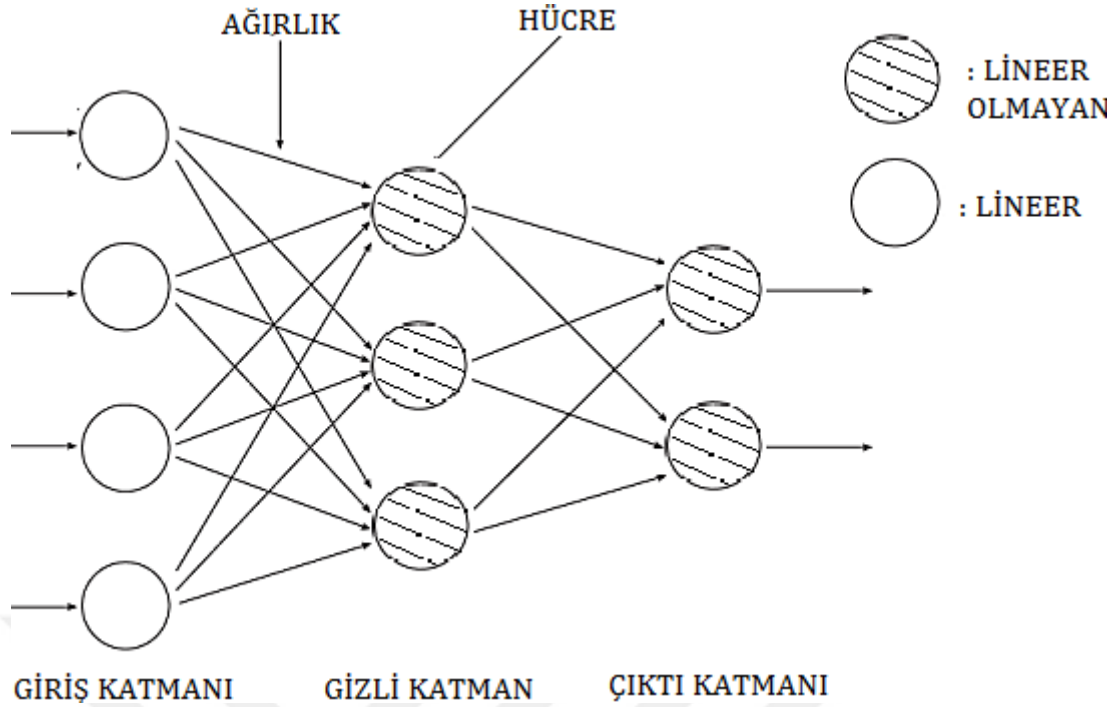 AĞIRLIK
HÜCRE
: LİNEER
OLMAYAN
: LİNEER
GİRİŞ KATMANI
GİZLİ KATMAN
ÇIKTI KATMANI